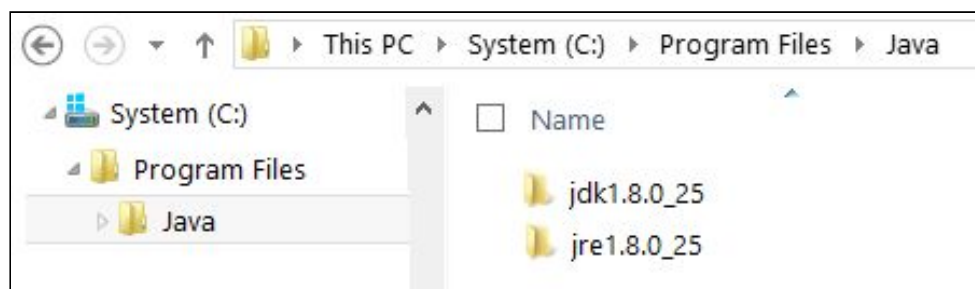 This PC System (C:) Program Files Java
System (C:)
Program Files
Java
Name
jdk1.8.0_25
jre1.8.0_25